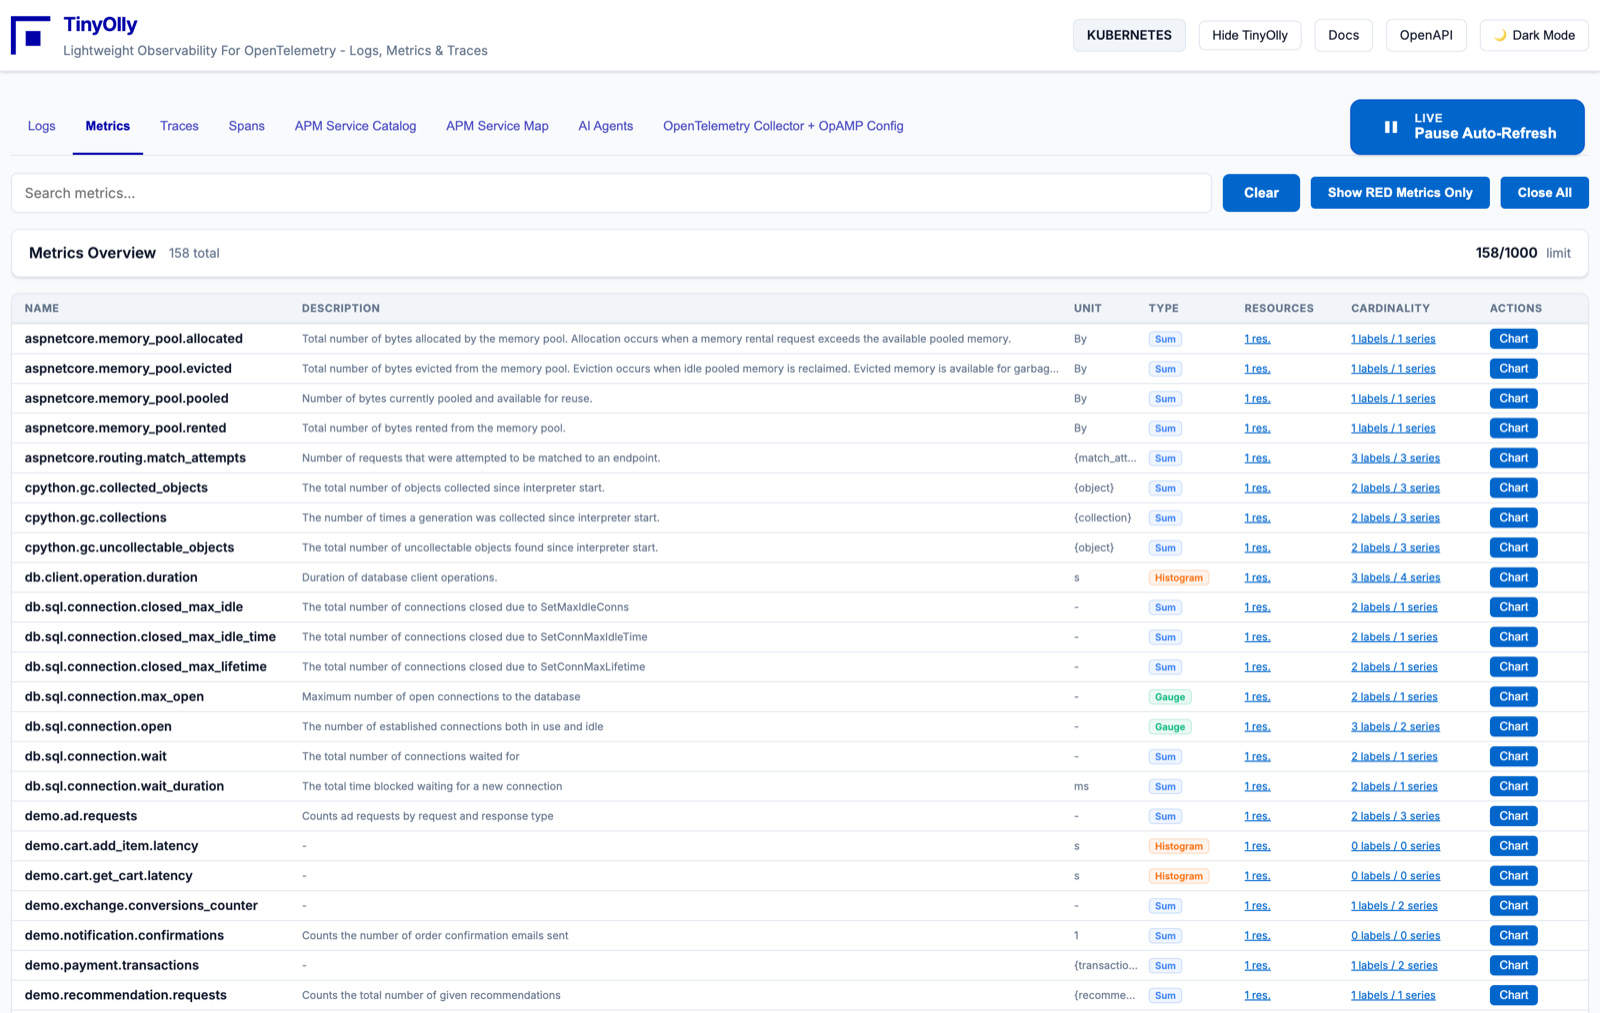 TinyOlly
Lightweight Observability For OpenTelemetry - Logs, Metrics & Traces
KUBERNETES
Hide TinyOlly
Docs
OpenAPI
Dark Mode
Logs
Metrics
Traces
Spans
APM Service Catalog
APM Service Map
AI Agents
OpenTelemetry Collector + OpAMP Config
LIVE
Pause Auto-Refresh
Search metrics...
Clear
Show RED Metrics Only
Close All
Metrics Overview 158 total
158/1000 limit
NAME DESCRIPTION UNIT TYPE RESOURCES CARDINALITY ACTIONS
aspnetcore.memory_pool.allocated Total number of bytes allocated by the memory pool. Allocation occurs when a memory rental request exceeds the available pooled memory. By Sum 1 res. 1 labels / 1 series Chart
aspnetcore.memory_pool.evicted Total number of bytes evicted from the memory pool. Eviction occurs when idle pooled memory is reclaimed. Evicted memory is available for garbag... By Sum 1 res. 1 labels / 1 series Chart
aspnetcore.memory_pool.pooled Number of bytes currently pooled and available for reuse. By Sum 1 res. 1 labels / 1 series Chart
aspnetcore.memory_pool.rented Total number of bytes rented from the memory pool. By Sum 1 res. 1 labels / 1 series Chart
aspnetcore.routing.match_attempts Number of requests that were attempted to be matched to an endpoint. {match_att... Sum 1 res. 3 labels / 3 series Chart
cpython.gc.collected_objects The total number of objects collected since interpreter start. {object} Sum 1 res. 2 labels / 3 series Chart
cpython.gc.collections The number of times a generation was collected since interpreter start. {collection} Sum 1 res. 2 labels / 3 series Chart
cpython.gc.uncollectable_objects The total number of uncollectable objects found since interpreter start. {object} Sum 1 res. 2 labels / 3 series Chart
db.client.operation.duration Duration of database client operations. s Histogram 1 res. 3 labels / 4 series Chart
db.sql.connection.closed_max_idle The total number of connections closed due to SetMaxIdleConns - Sum 1 res. 2 labels / 1 series Chart
db.sql.connection.closed_max_idle_time The total number of connections closed due to SetConnMaxIdleTime - Sum 1 res. 2 labels / 1 series Chart
db.sql.connection.closed_max_lifetime The total number of connections closed due to SetConnMaxLifetime - Sum 1 res. 2 labels / 1 series Chart
db.sql.connection.max_open Maximum number of open connections to the database - Gauge 1 res. 2 labels / 1 series Chart
db.sql.connection.open The number of established connections both in use and idle - Gauge 1 res. 3 labels / 2 series Chart
db.sql.connection.wait The total number of connections waited for - Sum 1 res. 2 labels / 1 series Chart
db.sql.connection.wait_duration The total time blocked waiting for a new connection ms Sum 1 res. 2 labels / 1 series Chart
demo.ad.requests Counts ad requests by request and response type - Sum 1 res. 2 labels / 3 series Chart
demo.cart.add_item.latency - s Histogram 1 res. 0 labels / 0 series Chart
demo.cart.get_cart.latency - s Histogram 1 res. 0 labels / 0 series Chart
demo.exchange.conversions_counter - - Sum 1 res. 1 labels / 2 series Chart
demo.notification.confirmations Counts the number of order confirmation emails sent 1 Sum 1 res. 0 labels / 0 series Chart
demo.payment.transactions - {transactio... Sum 1 res. 1 labels / 2 series Chart
demo.recommendation.requests Counts the total number of given recommendations {recomme... Sum 1 res. 1 labels / 1 series Chart